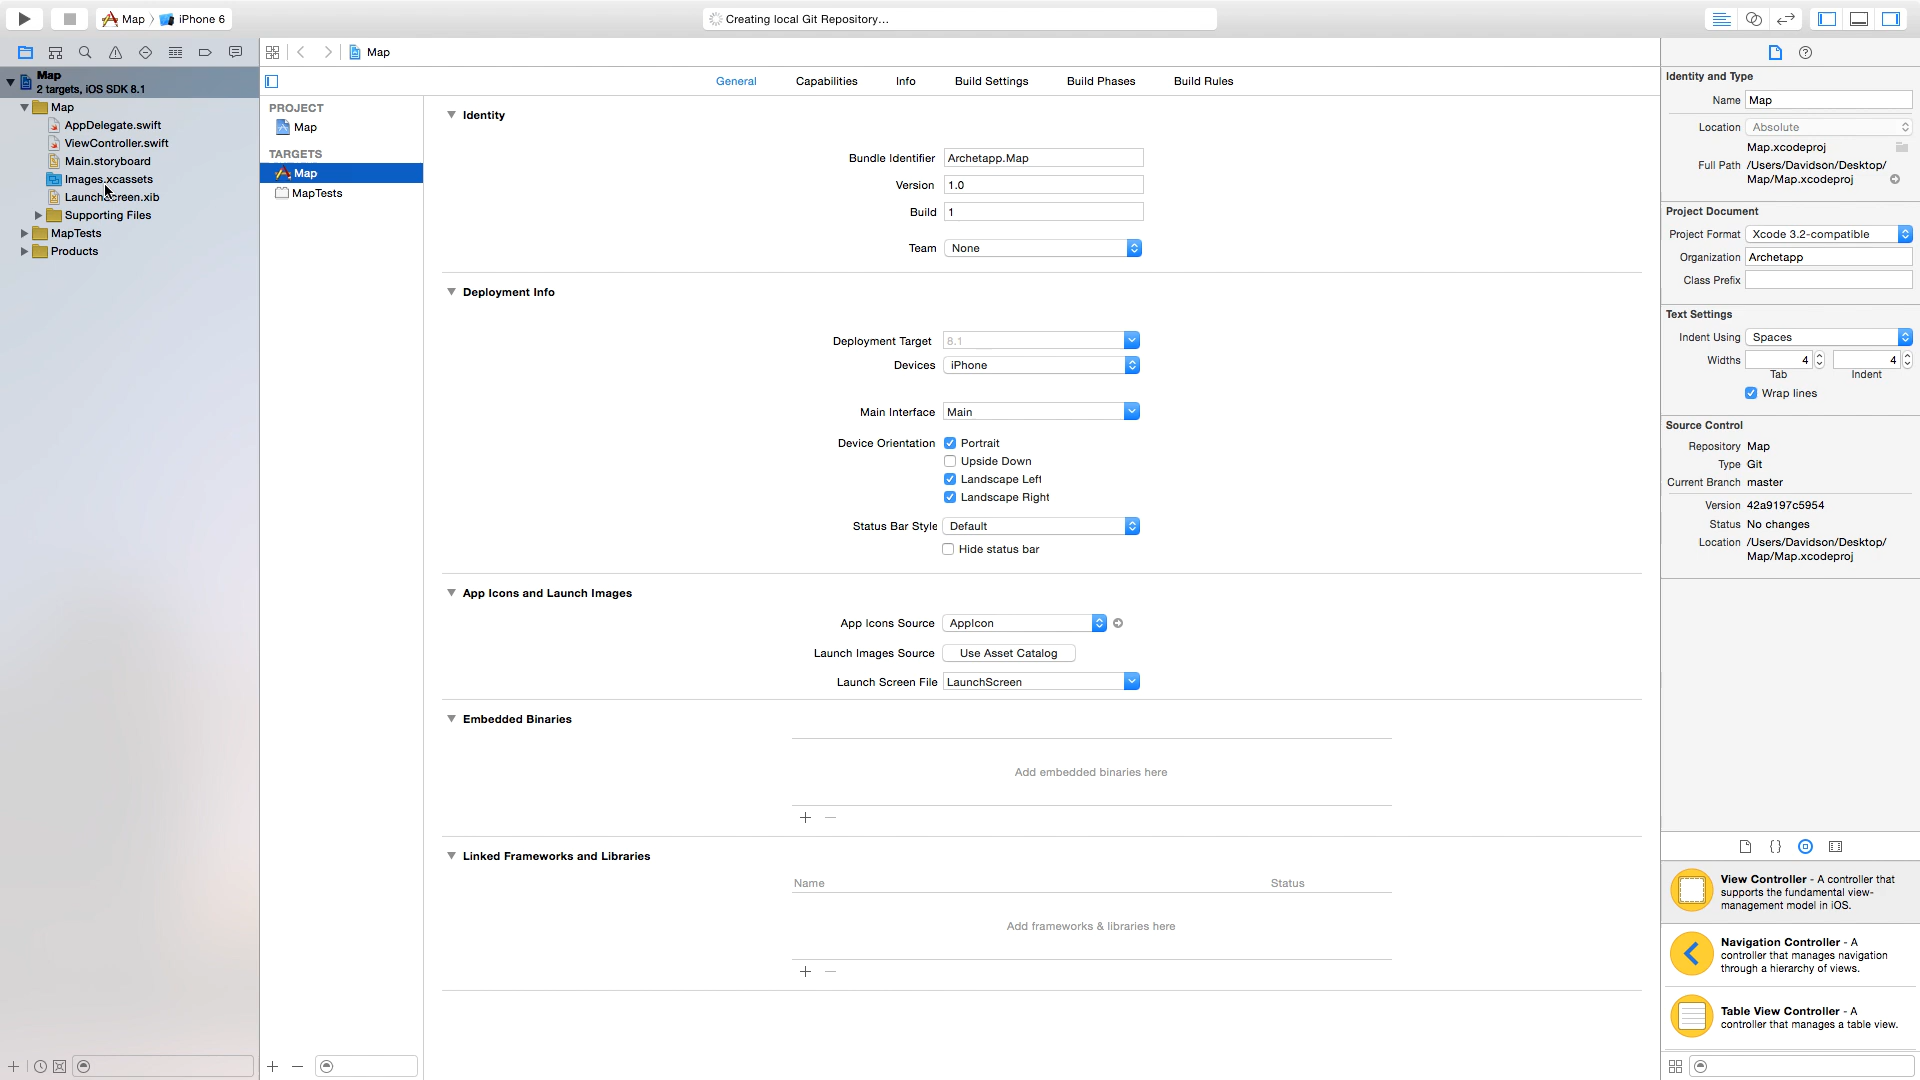 Map
iPhone 6
Creating local Git Repository...
Map
2 targets, iOS SDK 8.1
Map
AppDelegate.swift
ViewController.swift
Main.storyboard
Images.xcassets
LaunchScreen.xib
Supporting Files
MapTests
Products
Map
General
Capabilities
Info
Build Settings
Build Phases
Build Rules
PROJECT
Map
TARGETS
Map
MapTests
Identity
Bundle Identifier Archetapp.Map
Version 1.0
Build 1
Team None
Deployment Info
Deployment Target 8.1
Devices iPhone
Main Interface Main
Device Orientation Portrait
Upside Down
Landscape Left
Landscape Right
Status Bar Style Default
Hide status bar
App Icons and Launch Images
App Icons Source AppIcon
Launch Images Source Use Asset Catalog
Launch Screen File LaunchScreen
Embedded Binaries
Add embedded binaries here
Linked Frameworks and Libraries
Name Status
Add frameworks & libraries here
Identity and Type
Name Map
Location Absolute
Map.xcodeproj
Full Path /Users/Davidson/Desktop/
Map/Map.xcodeproj
Project Document
Project Format Xcode 3.2-compatible
Organization Archetapp
Class Prefix
Text Settings
Indent Using Spaces
Widths 4 4
Tab Indent
Wrap lines
Source Control
Repository Map
Type Git
Current Branch master
Version 42a9197c5954
Status No changes
Location /Users/Davidson/Desktop/
Map/Map.xcodeproj
View Controller - A controller that
supports the fundamental view-
management model in iOS.
Navigation Controller - A
controller that manages navigation
through a hierarchy of views.
Table View Controller - A
controller that manages a table view.